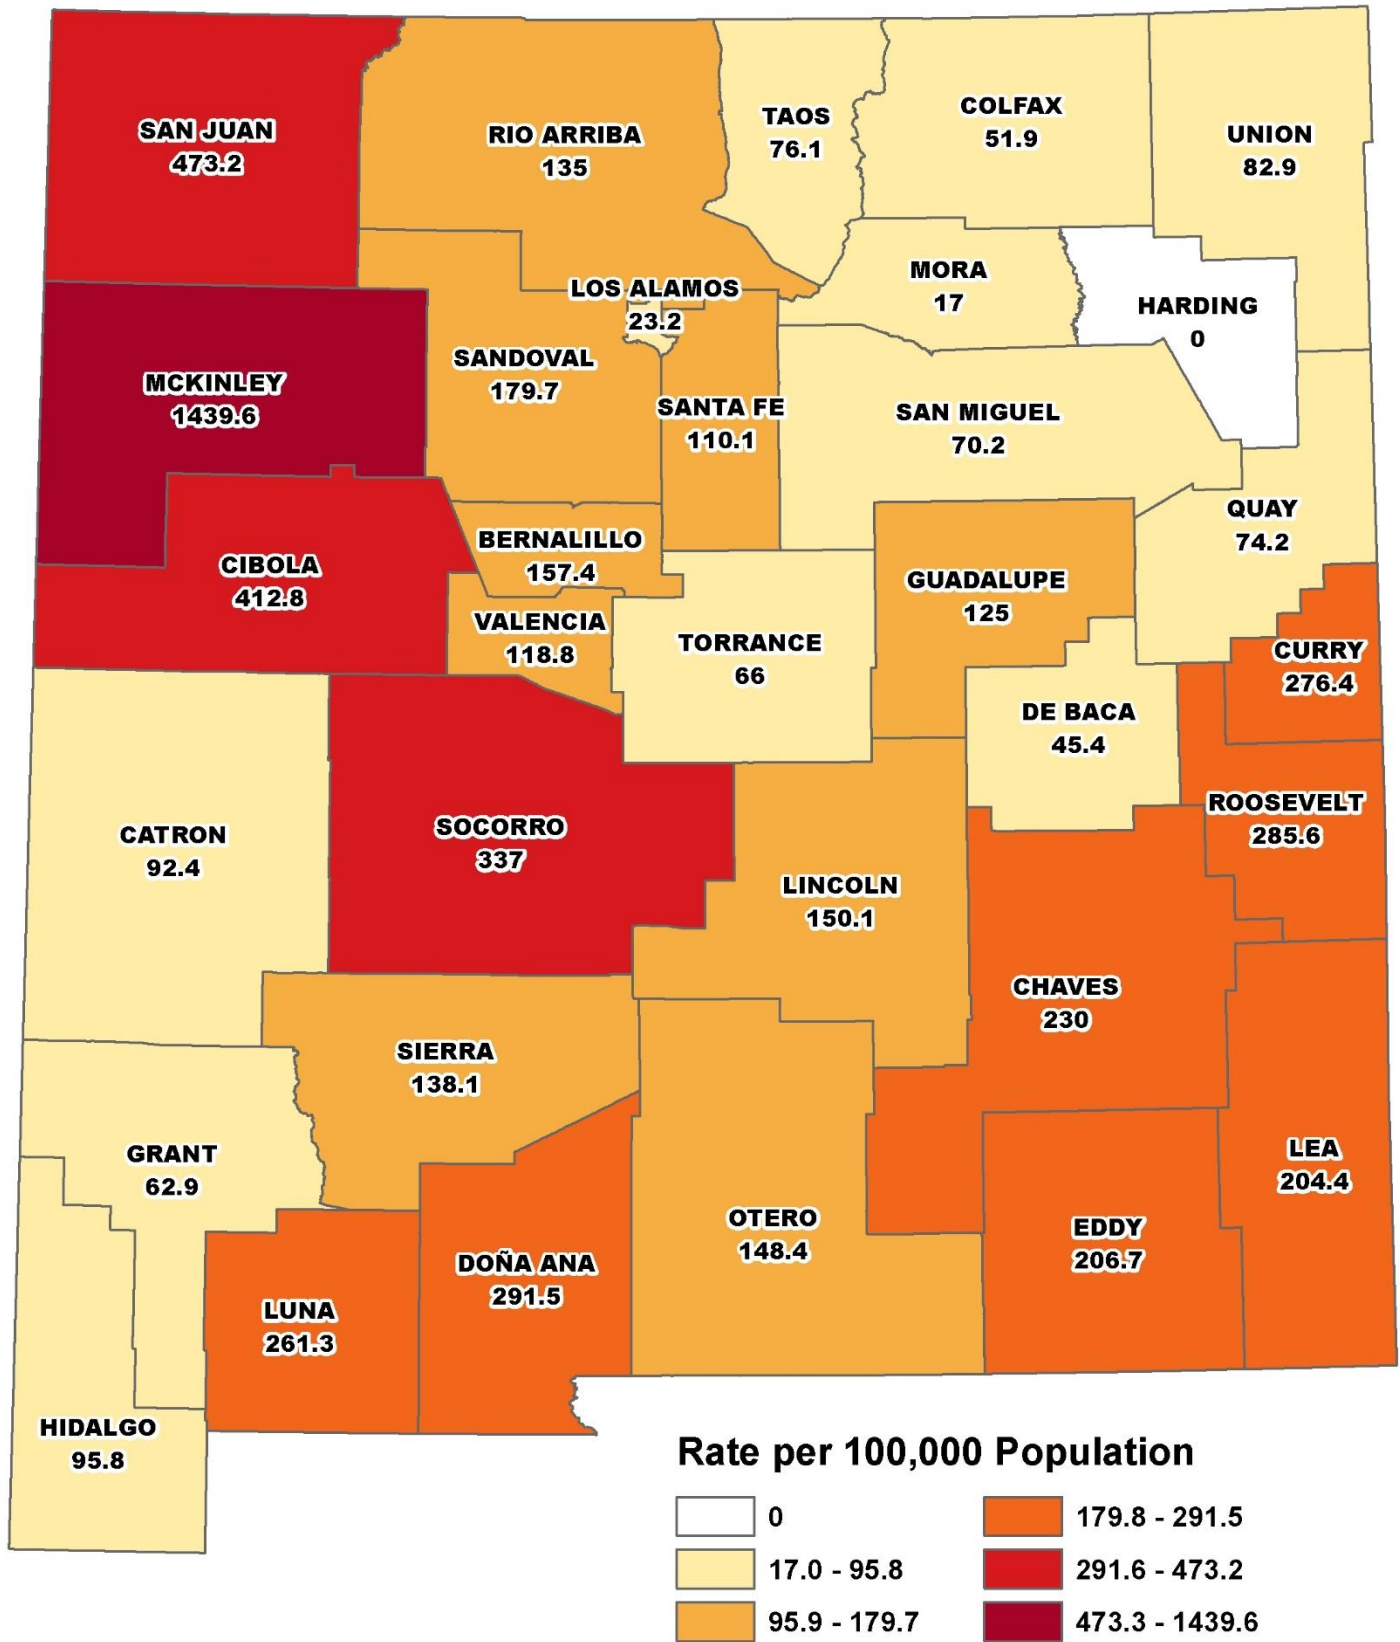 SAN JUAN
473.2
RIO ARRIBA
135
TAOS
76.1
COLFAX
51.9
UNION
82.9
MORA
17
HARDING
0
LOS ALAMOS
23.2
SANDOVAL
179.7
MCKINLEY
1439.6
SANTA FE
110.1
SAN MIGUEL
70.2
QUAY
74.2
BERNALILLO
157.4
CIBOLA
412.8
GUADALUPE
125
VALENCIA
118.8
TORRANCE
66
CURRY
276.4
DE BACA
45.4
ROOSEVELT
285.6
CATRON
92.4
SOCORRO
337
LINCOLN
150.1
CHAVES
230
SIERRA
138.1
GRANT
62.9
LEA
204.4
OTERO
148.4
EDDY
206.7
DOÑA ANA
291.5
LUNA
261.3
HIDALGO
95.8
Rate per 100,000 Population
0
17.0 - 95.8
95.9 - 179.7
179.8 - 291.5
291.6 - 473.2
473.3 - 1439.6